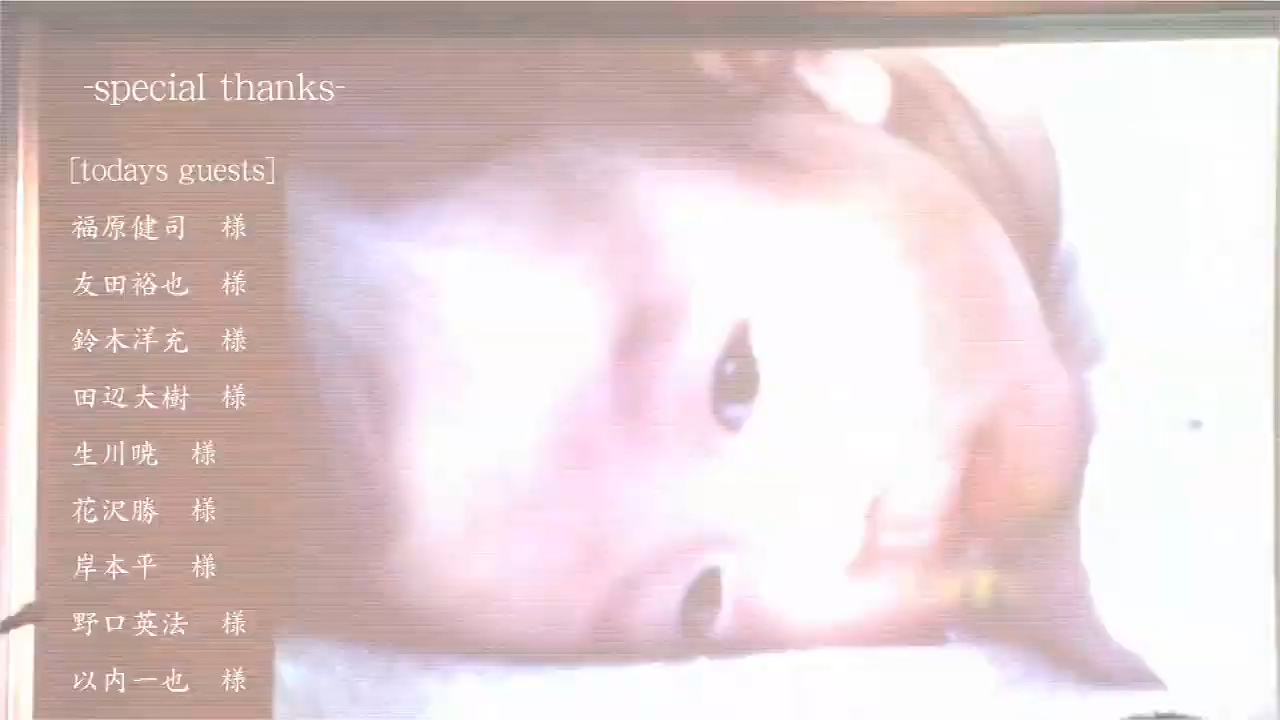 -special thanks-
[todays guests]
福原健司　様
友田裕也　様
鈴木洋充　様
田辺大樹　様
生川暁　様
花沢勝　様
岸本平　様
野口英法　様
以内一也　様